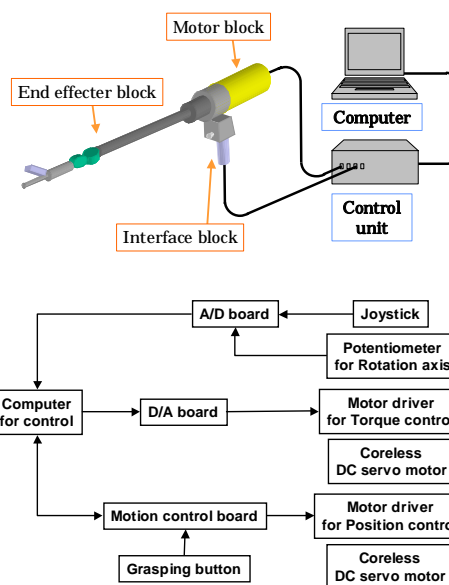 Motor block
End effecter block
Computer
Control
unit
Interface block
A/D board
Joystick
Potentiometer
for Rotation axis
Computer
for control
D/A board
Motor driver
for Torque control
Coreless
DC servo motor
Motion control board
Motor driver
for Position control
Grasping button
Coreless
DC servo motor